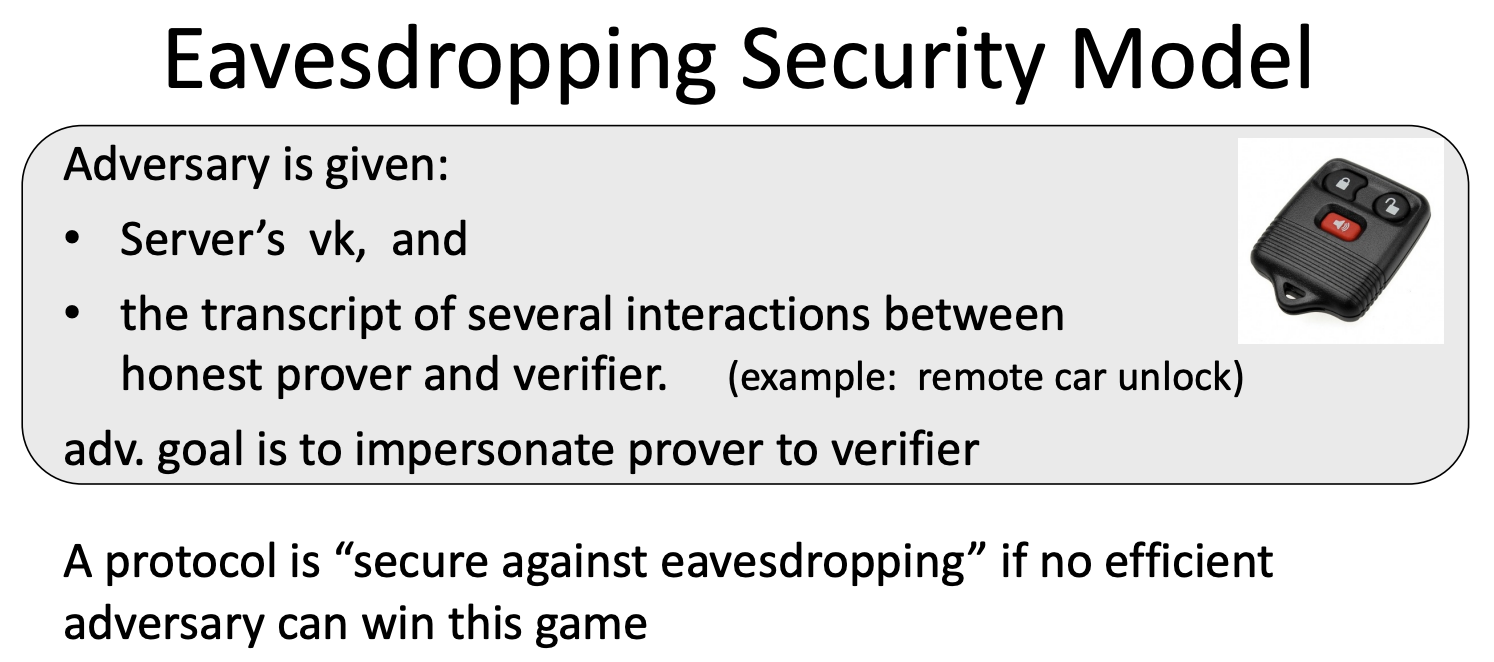 Eavesdropping Security Model
Adversary is given:
• Server’s vk, and
• the transcript of several interactions between
honest prover and verifier. (example: remote car unlock)
adv. goal is to impersonate prover to verifier
A protocol is “secure against eavesdropping” if no efficient
adversary can win this game